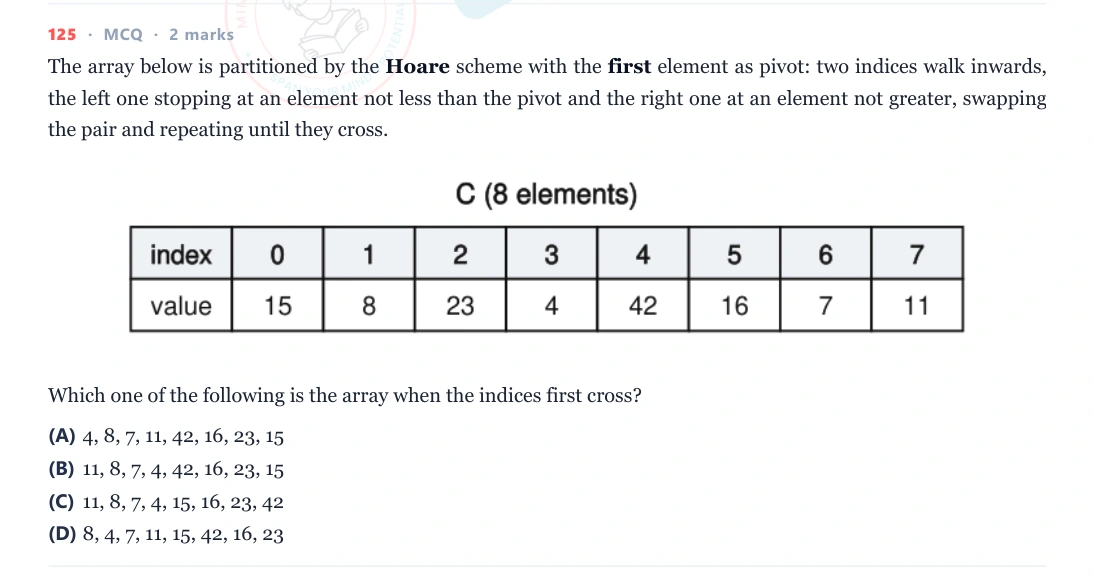 125 · MCQ · 2 marks
The array below is partitioned by the Hoare scheme with the first element as pivot: two indices walk inwards,
the left one stopping at an element not less than the pivot and the right one at an element not greater, swapping
the pair and repeating until they cross.
C (8 elements)
index 0 1 2 3 4 5 6 7
value 15 8 23 4 42 16 7 11
Which one of the following is the array when the indices first cross?
(A) 4, 8, 7, 11, 42, 16, 23, 15
(B) 11, 8, 7, 4, 42, 16, 23, 15
(C) 11, 8, 7, 4, 15, 16, 23, 42
(D) 8, 4, 7, 11, 15, 42, 16, 23